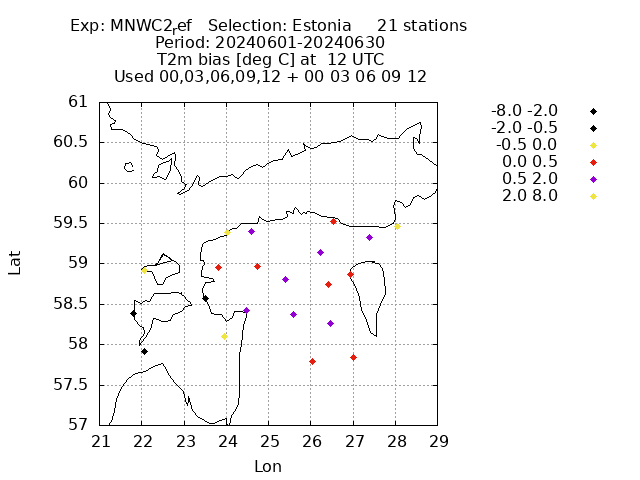 Exp: MNWC2ref   Selection: Estonia     21 stations
Period: 20240601-20240630
T2m bias [deg C] at  12 UTC
Used 00,03,06,09,12 + 00 03 06 09 12
-8.0 -2.0
-2.0 -0.5
-0.5 0.0
0.0 0.5
0.5 2.0
2.0 8.0
61
60.5
60
59.5
59
58.5
58
57.5
57
Lat
21 22 23 24 25 26 27 28 29
Lon